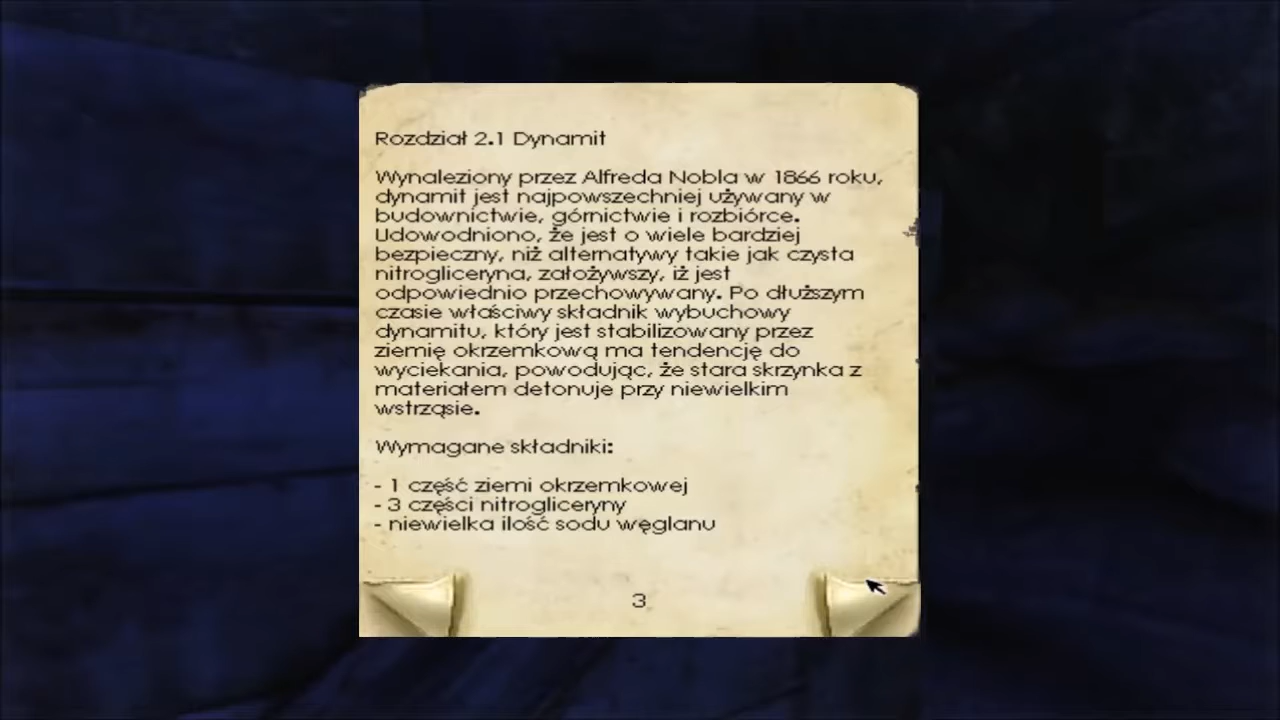 Rozdział 2.1 Dynamit
Wynaleziony przez Alfreda Nobla w 1866 roku,
dynamit jest najpowszechniej używany w
budownictwie, górnictwie i rozbiórce.
Udowodniono, że jest o wiele bardziej
bezpieczny, niż alternatywy takie jak czysta
nitrogliceryna, założywszy, iż jest
odpowiednio przechowywany. Po dłuższym
czasie właściwy składnik wybuchowy
dynamitu, który jest stabilizowany przez
ziemię okrzemkową ma tendencję do
wyciekania, powodując, że stara skrzynka z
materiałem detonuje przy niewielkim
wstrząsie.
Wymagane składniki:
- 1 część ziemi okrzemkowej
- 3 części nitrogliceryny
- niewielka ilość sodu węglanu
3